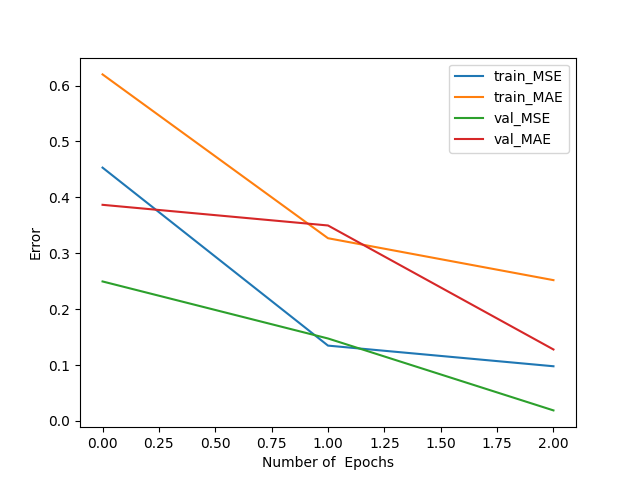 train_MSE
train_MAE
val_MSE
val_MAE
0.6
0.5
0.4
0.3
0.2
0.1
0.0
Error
0.00 0.25 0.50 0.75 1.00 1.25 1.50 1.75 2.00
Number of  Epochs